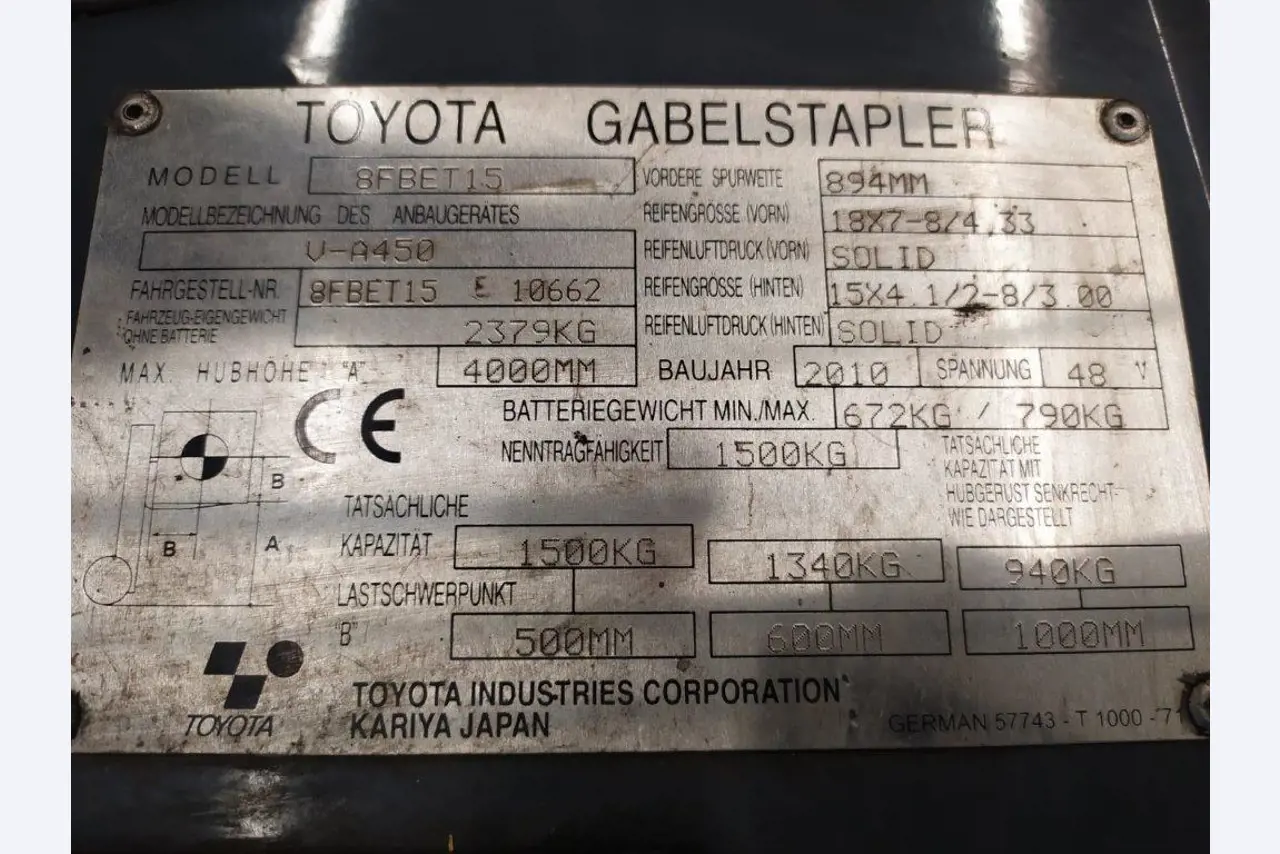 TOYOTA GABELSTAPLER
MODELL 8FBET15
MODELLBEZEICHNUNG DES ANBAUGERÄTES
V-A450
FAHRGESTELL-NR. 8FBET15 E 10662
FAHRZEUG-EIGENGEWICHT
OHNE BATTERIE 2379KG
MAX. HUBHÖHE "A" 4000MM
VORDERE SPURWEITE 894MM
REIFENGRÖSSE (VORN) 18X7-8/4.33
REIFENLUFTDRUCK (VORN) SOLID
REIFENGRÖSSE (HINTEN) 15X4.1/2-8/3.00
REIFENLUFTDRUCK (HINTEN) SOLID
BAUJAHR 2010 SPANNUNG 48 V
BATTERIEGEWICHT MIN./MAX. 672KG / 790KG
NENNTRAGFÄHIGKEIT 1500KG
TATSÄCHLICHE
KAPAZITÄT MIT
HUBGERÜST SENKRECHT
WIE DARGESTELLT
CE
B
B
A
TATSÄCHLICHE
KAPAZITÄT 1500KG 1340KG 940KG
LASTSCHWERPUNKT
"B" 500MM 600MM 1000MM
TOYOTA
TOYOTA INDUSTRIES CORPORATION
KARIYA JAPAN
GERMAN 57743-T1000-71